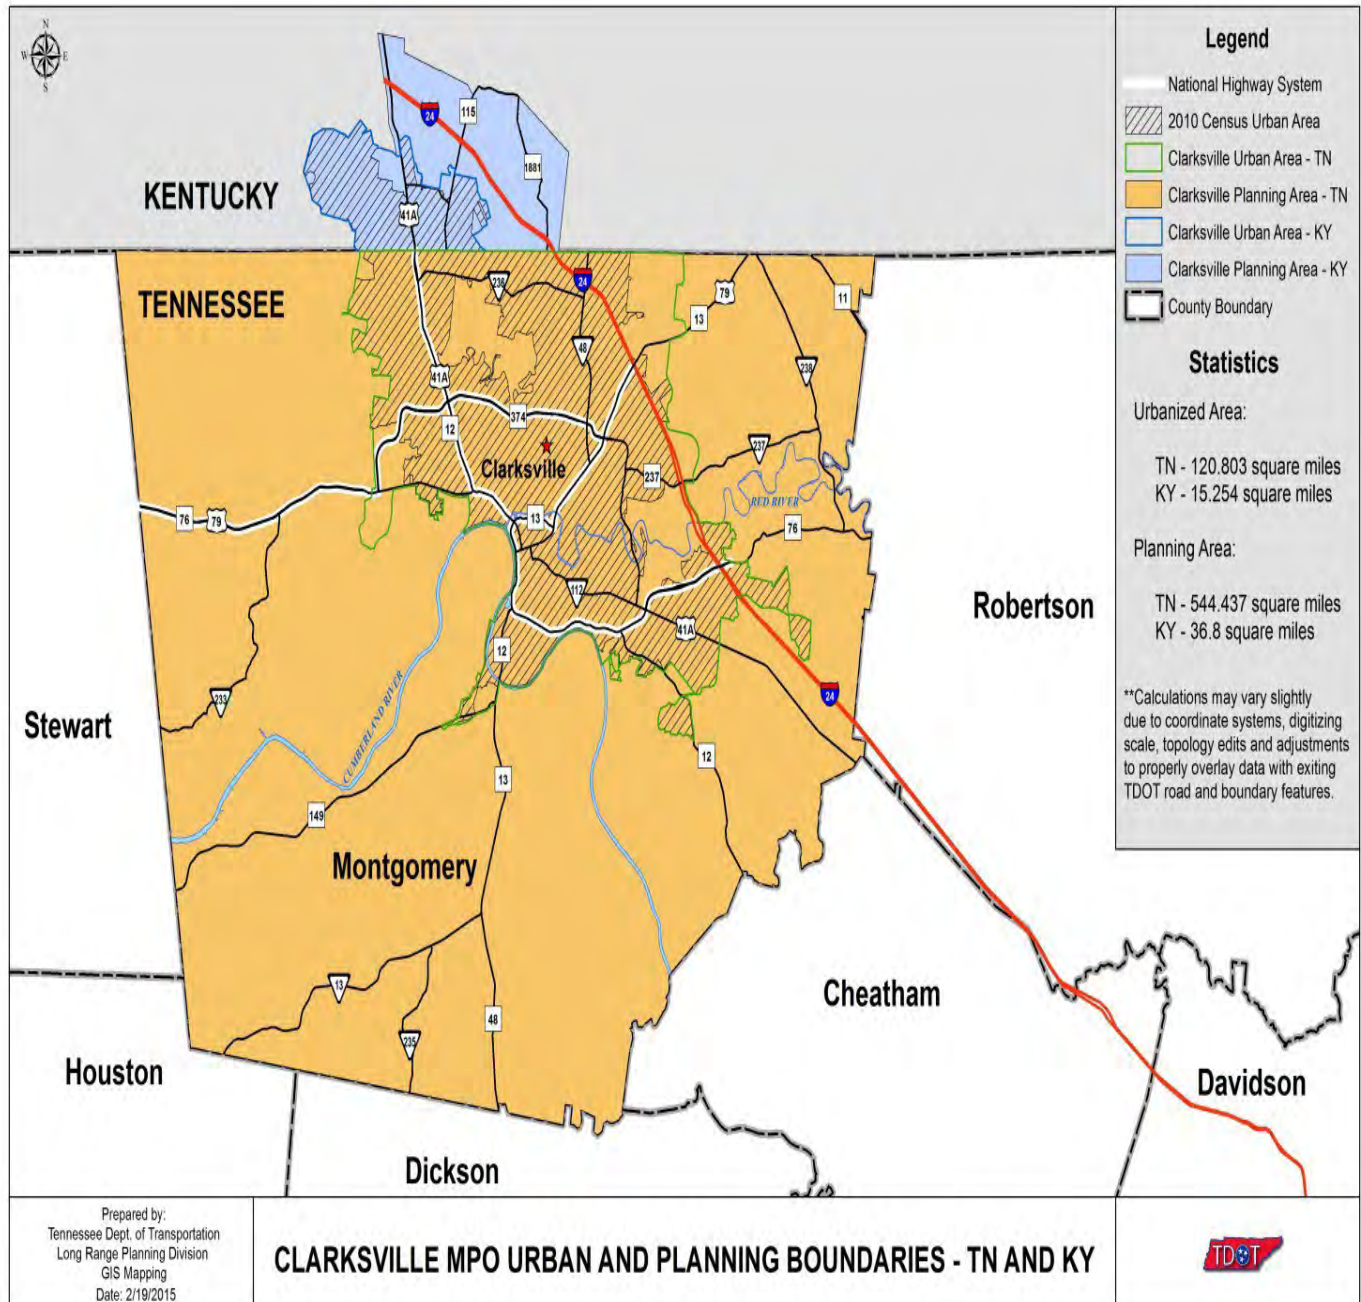 N
W
E
S
KENTUCKY
TENNESSEE
24
115
1881
41A
236
24
79
13
11
48
238
41A
374
12
Clarksville
237
237
RED RIVER
76
79
13
76
112
41A
12
233
CUMBERLAND RIVER
24
Stewart
Robertson
12
13
149
Montgomery
13
48
235
Cheatham
Houston
Davidson
Dickson
Legend
National Highway System
2010 Census Urban Area
Clarksville Urban Area - TN
Clarksville Planning Area - TN
Clarksville Urban Area - KY
Clarksville Planning Area - KY
County Boundary
Statistics
Urbanized Area:
TN - 120.803 square miles
KY - 15.254 square miles
Planning Area:
TN - 544.437 square miles
KY - 36.8 square miles
**Calculations may vary slightly
due to coordinate systems, digitizing
scale, topology edits and adjustments
to properly overlay data with exiting
TDOT road and boundary features.
Prepared by:
Tennessee Dept. of Transportation
Long Range Planning Division
GIS Mapping
Date: 2/19/2015
CLARKSVILLE MPO URBAN AND PLANNING BOUNDARIES - TN AND KY
TDOT